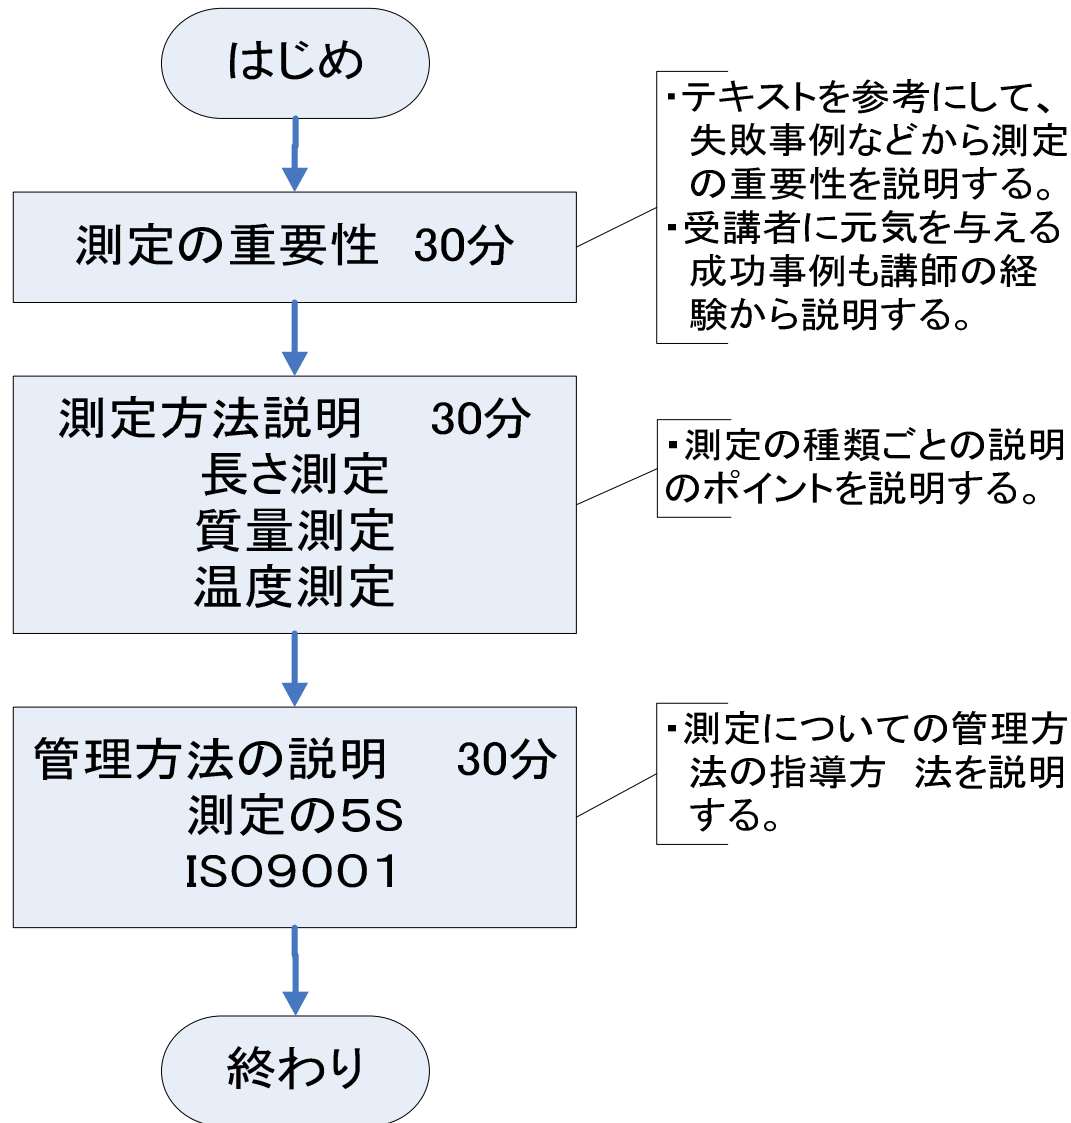 はじめ
測定の重要性　30分
・テキストを参考にして、
失敗事例などから測定
の重要性を説明する。
・受講者に元気を与える
成功事例も講師の経
験から説明する。
測定方法説明　　30分
長さ測定
質量測定
温度測定
・測定の種類ごとの説明
のポイントを説明する。
管理方法の説明　　30分
測定の５S
ISO９００１
・測定についての管理方
法の指導方　法を説明
する。
終わり